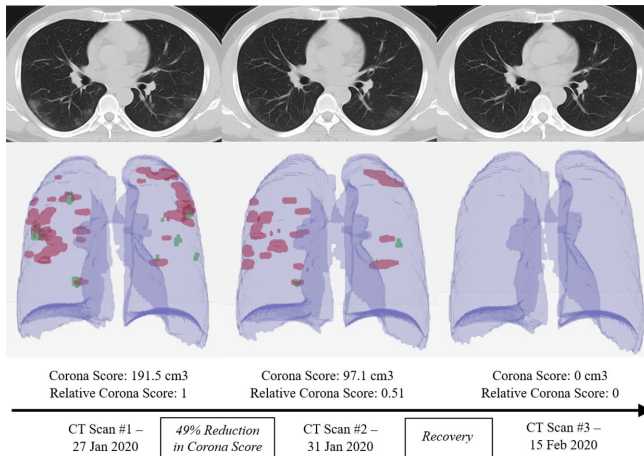 Corona Score: 191.5 cm3
Relative Corona Score: 1
Corona Score: 97.1 cm3
Relative Corona Score: 0.51
Corona Score: 0 cm3
Relative Corona Score: 0
CT Scan #1 –
27 Jan 2020
49% Reduction
in Corona Score
CT Scan #2 –
31 Jan 2020
Recovery
CT Scan #3 –
15 Feb 2020